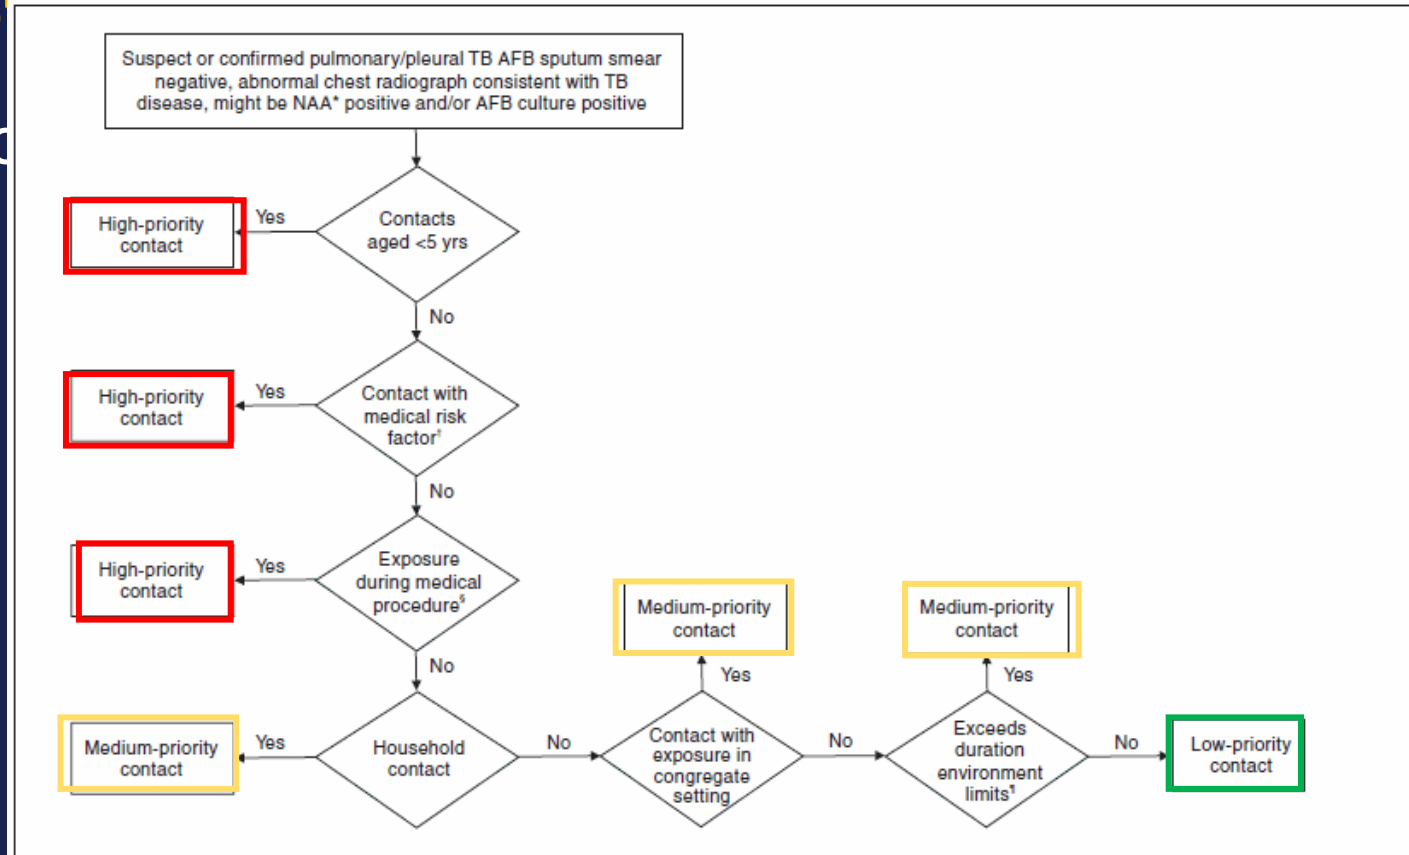 Suspect or confirmed pulmonary/pleural TB AFB sputum smear
negative, abnormal chest radiograph consistent with TB
disease, might be NAA* positive and/or AFB culture positive
High-priority
contact
Yes
Contacts
aged <5 yrs
No
High-priority
contact
Yes
Contact with
medical risk
factor†
No
High-priority
contact
Yes
Exposure
during medical
procedure§
No
Medium-priority
contact
Yes
Household
contact
No
Medium-priority
contact
Yes
Contact with
exposure in
congregate
setting
No
Medium-priority
contact
Yes
Exceeds
duration
environment
limits¶
No
Low-priority
contact